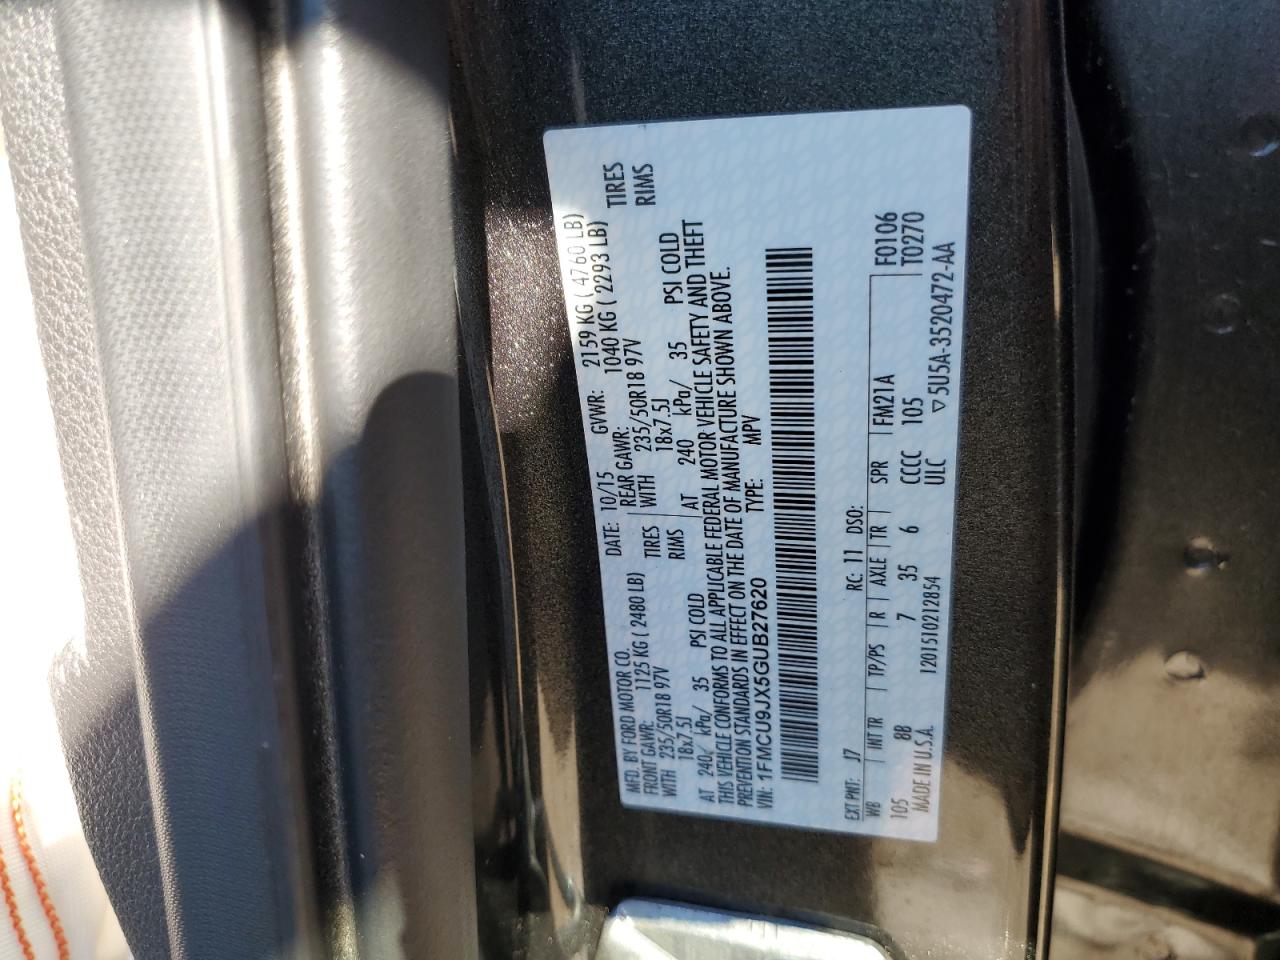 MFD. BY FORD MOTOR CO.
DATE: 10/15 GVWR: 2159 KG ( 4760 LB)
FRONT GAWR: 1125 KG ( 2480 LB) REAR GAWR: 1040 KG ( 2293 LB)
WITH 235/50R18 97V TIRES WITH 235/50R18 97V TIRES
18x7.5J RIMS 18x7.5J RIMS
AT 240 kPa/ 35 PSI COLD AT 240 kPa/ 35 PSI COLD
THIS VEHICLE CONFORMS TO ALL APPLICABLE FEDERAL MOTOR VEHICLE SAFETY AND THEFT
PREVENTION STANDARDS IN EFFECT ON THE DATE OF MANUFACTURE SHOWN ABOVE.
VIN: 1FMCU9JX5GUB27620 TYPE: MPV
EXT PNT: J7 RC: 11 DSO: F0106
WB INT TR TP/PS R AXLE TR SPR FM21A T0270
105 8B 7 35 6 CCCC 105
MADE IN U.S.A. 1201510212854 ULC ▽5U5A-3520472-AA